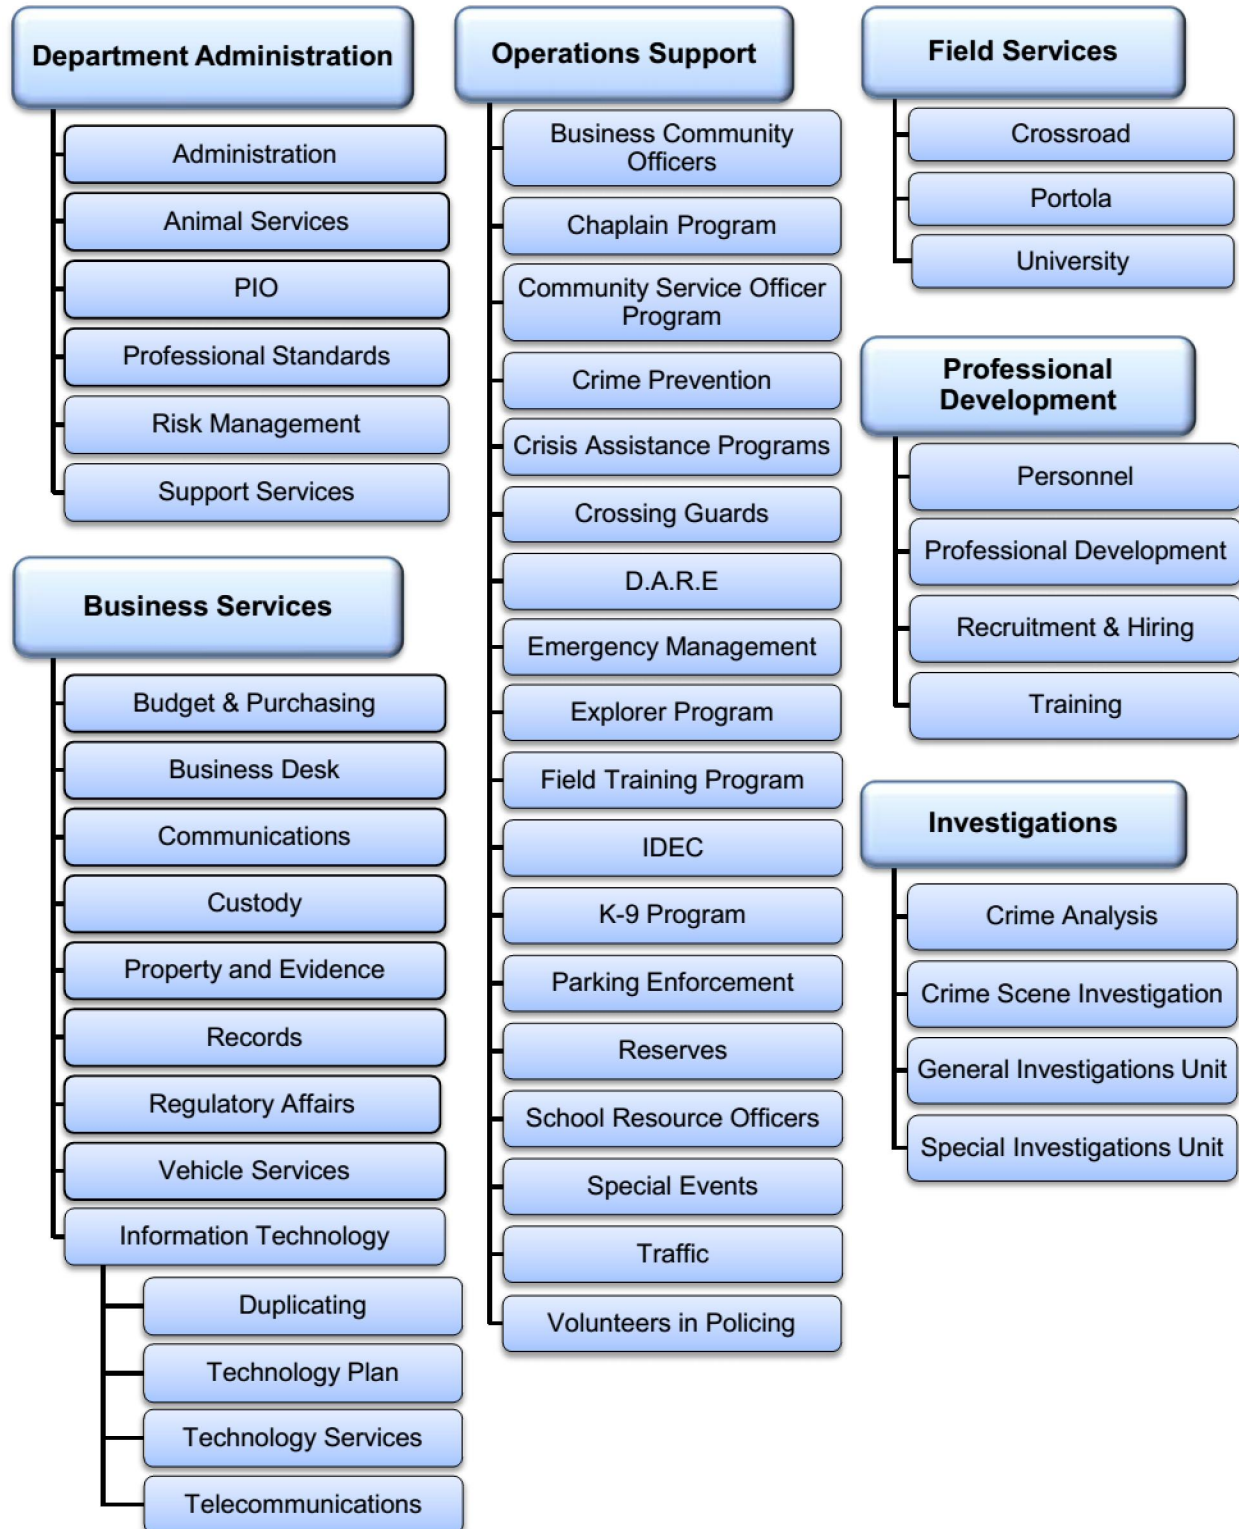 Department Administration
Administration
Animal Services
PIO
Professional Standards
Risk Management
Support Services
Business Services
Budget & Purchasing
Business Desk
Communications
Custody
Property and Evidence
Records
Regulatory Affairs
Vehicle Services
Information Technology
Duplicating
Technology Plan
Technology Services
Telecommunications
Operations Support
Business Community
Officers
Chaplain Program
Community Service Officer
Program
Crime Prevention
Crisis Assistance Programs
Crossing Guards
D.A.R.E
Emergency Management
Explorer Program
Field Training Program
IDEC
K-9 Program
Parking Enforcement
Reserves
School Resource Officers
Special Events
Traffic
Volunteers in Policing
Field Services
Crossroad
Portola
University
Professional
Development
Personnel
Professional Development
Recruitment & Hiring
Training
Investigations
Crime Analysis
Crime Scene Investigation
General Investigations Unit
Special Investigations Unit